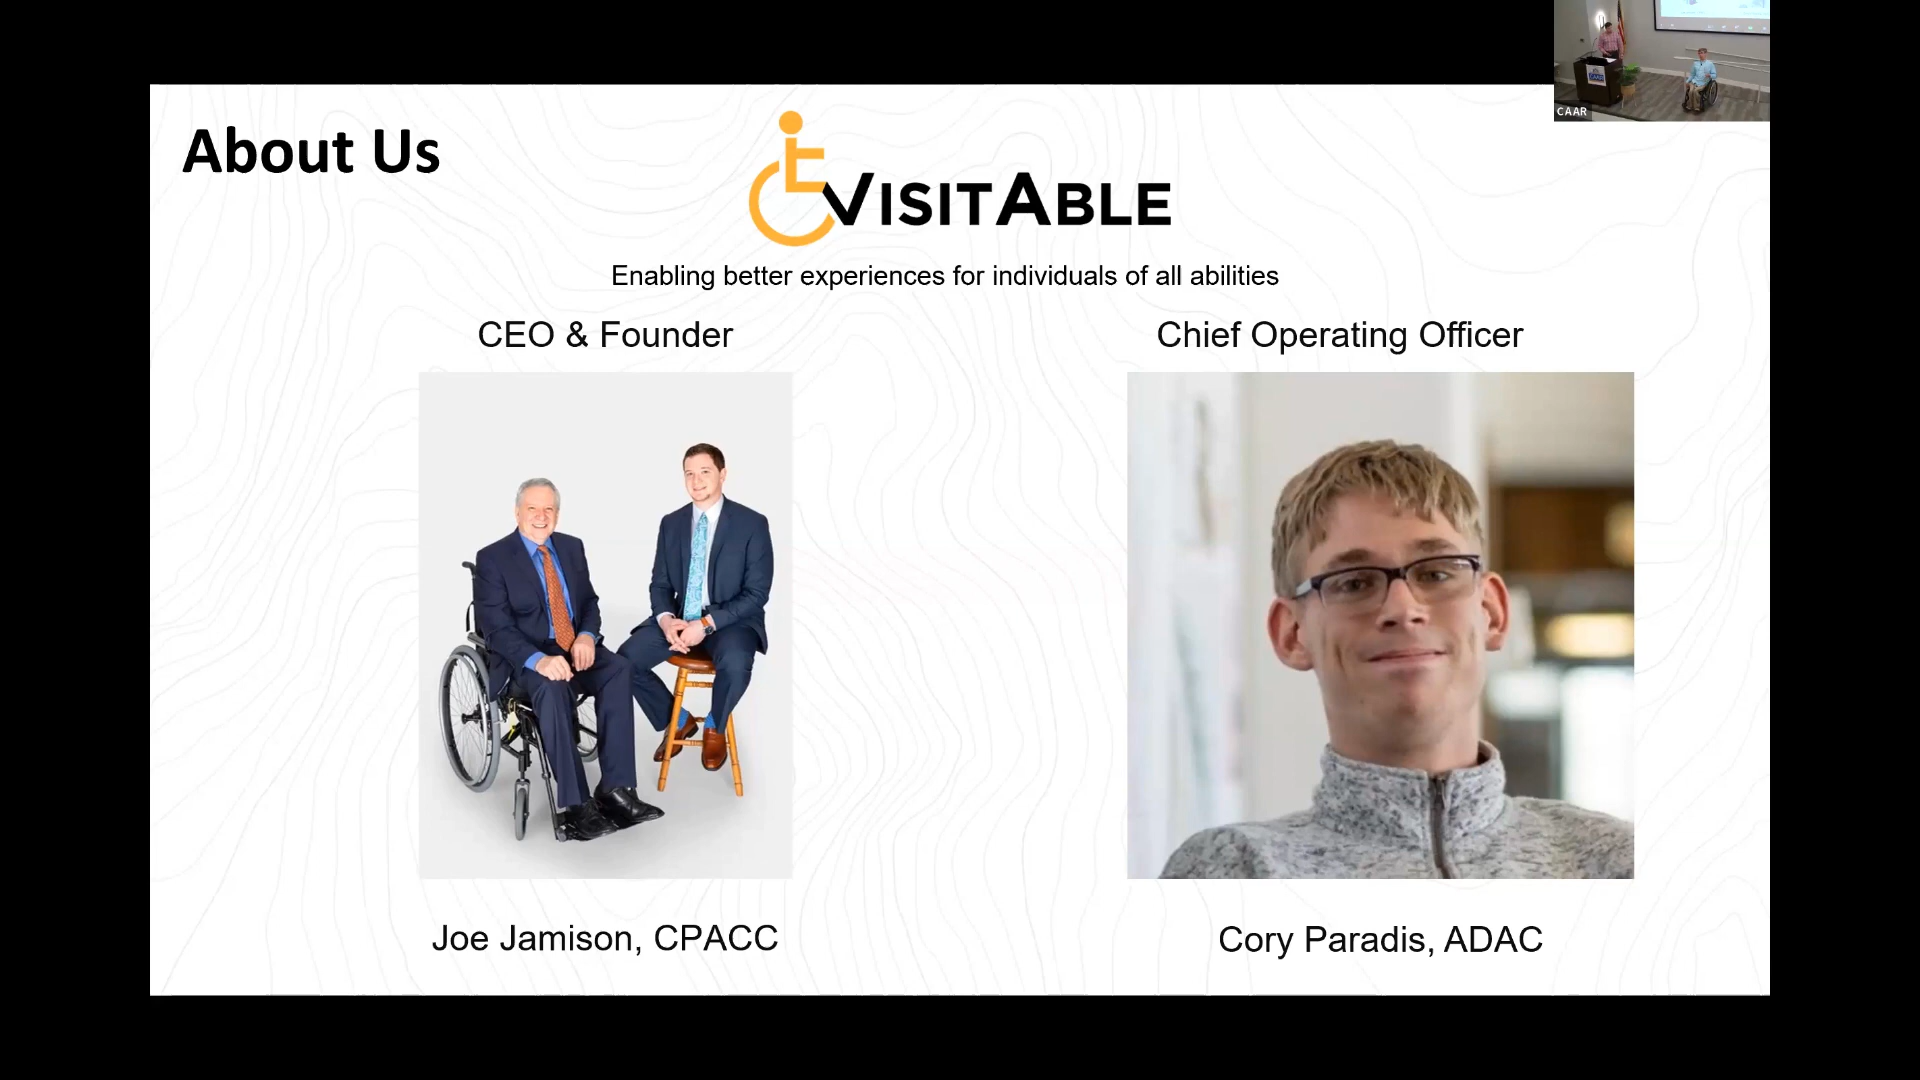 CAAR
About Us
VISITABLE
Enabling better experiences for individuals of all abilities
CEO & Founder
Chief Operating Officer
Joe Jamison, CPACC
Cory Paradis, ADAC